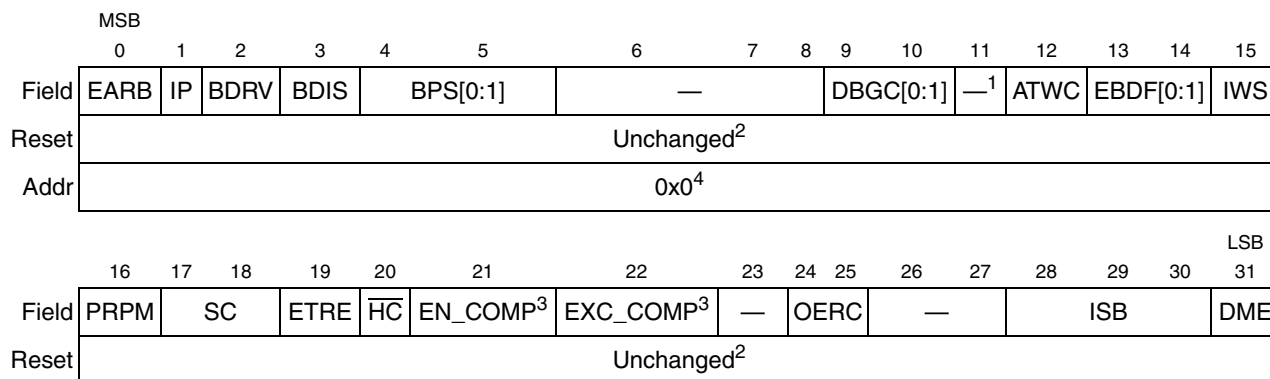 MSB
0 1 2 3 4 5 6 7 8 9 10 11 12 13 14 15
Field EARB IP BDRV BDIS BPS[0:1] — DBGC[0:1] —1 ATWC EBDF[0:1] IWS
Reset Unchanged2
Addr 0x04
LSB
16 17 18 19 20 21 22 23 24 25 26 27 28 29 30 31
Field PRPM SC ETRE HC EN_COMP3 EXC_COMP3 — OERC — ISB DME
Reset Unchanged2